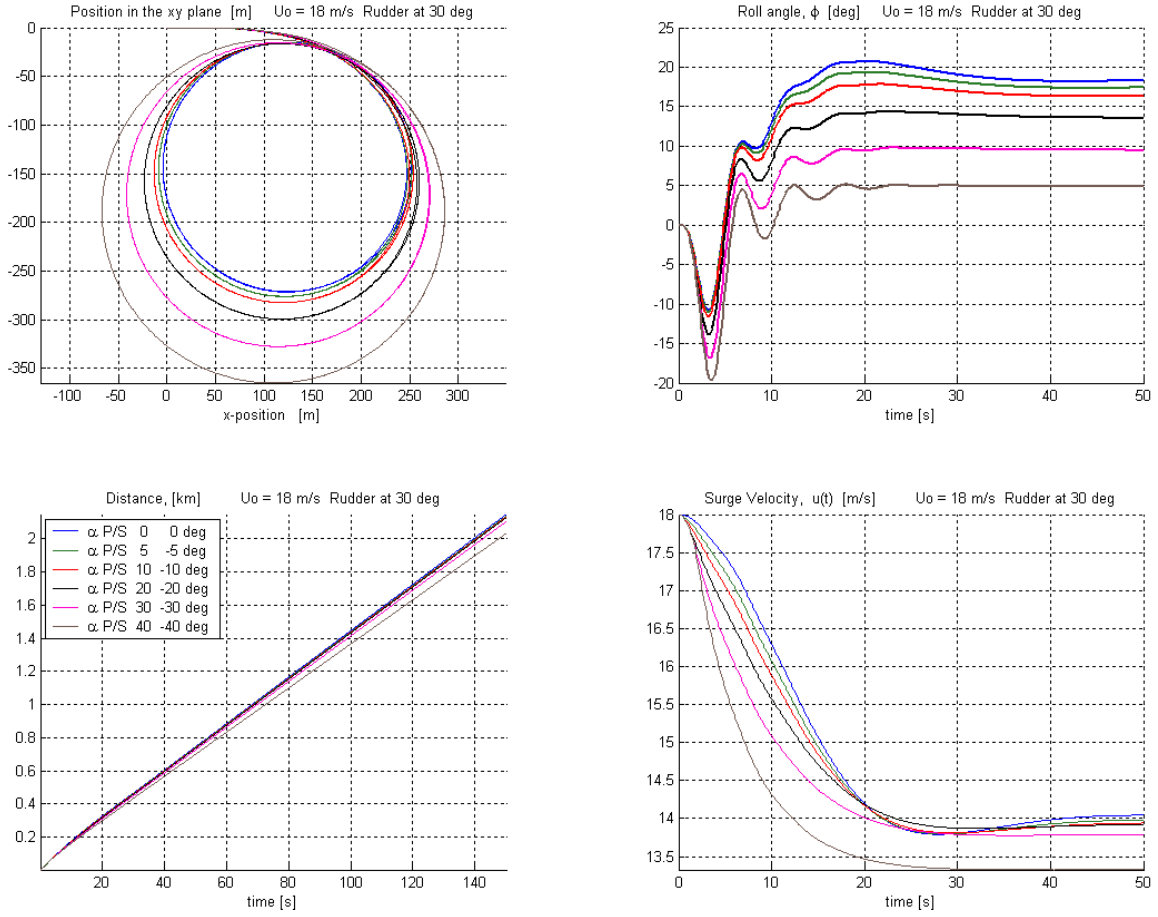 Position in the xy plane [m] Uo = 18 m/s Rudder at 30 deg
0
-50
-100
-150
-200
-250
-300
-350
-100 -50 0 50 100 150 200 250 300
x-position [m]
Roll angle, ϕ [deg] Uo = 18 m/s Rudder at 30 deg
25
20
15
10
5
0
-5
-10
-15
-20
0 10 20 30 40 50
time [s]
Distance, [km] Uo = 18 m/s Rudder at 30 deg
α P/S 0 0 deg
α P/S 5 -5 deg
α P/S 10 -10 deg
α P/S 20 -20 deg
α P/S 30 -30 deg
α P/S 40 -40 deg
2
1.8
1.6
1.4
1.2
1
0.8
0.6
0.4
0.2
20 40 60 80 100 120 140
time [s]
Surge Velocity, u(t) [m/s] Uo = 18 m/s Rudder at 30 deg
18
17.5
17
16.5
16
15.5
15
14.5
14
13.5
0 10 20 30 40 50
time [s]